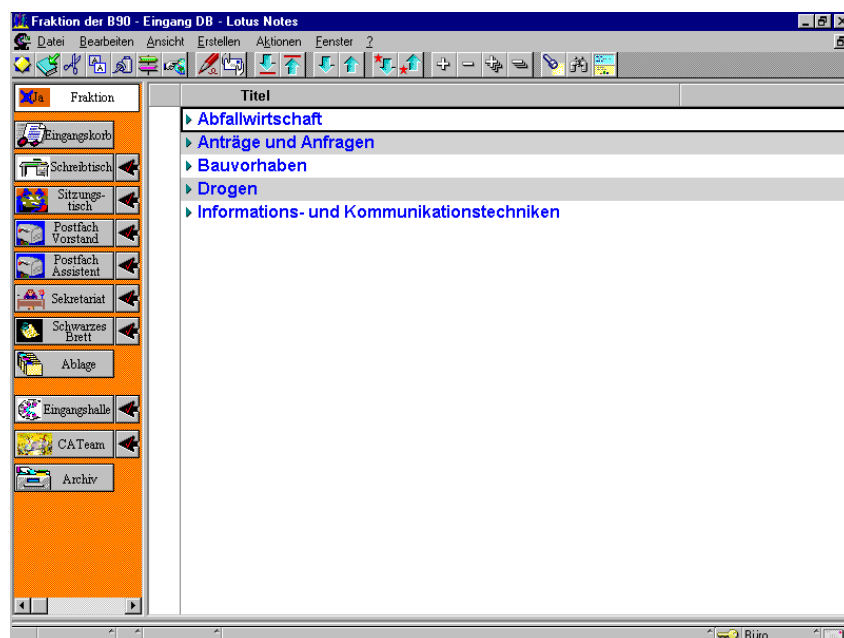 Fraktion der B90 - Eingang DB - Lotus Notes
Datei Bearbeiten Ansicht Erstellen Aktionen Fenster ?
Ja Fraktion
Titel
Eingangskorb
Schreibtisch
Sitzungs-
tisch
Postfach
Vorstand
Postfach
Assistent
Sekretariat
Schwarzes
Brett
Ablage
Eingangshalle
CATeam
Archiv
Abfallwirtschaft
Anträge und Anfragen
Bauvorhaben
Drogen
Informations- und Kommunikationstechniken
Büro